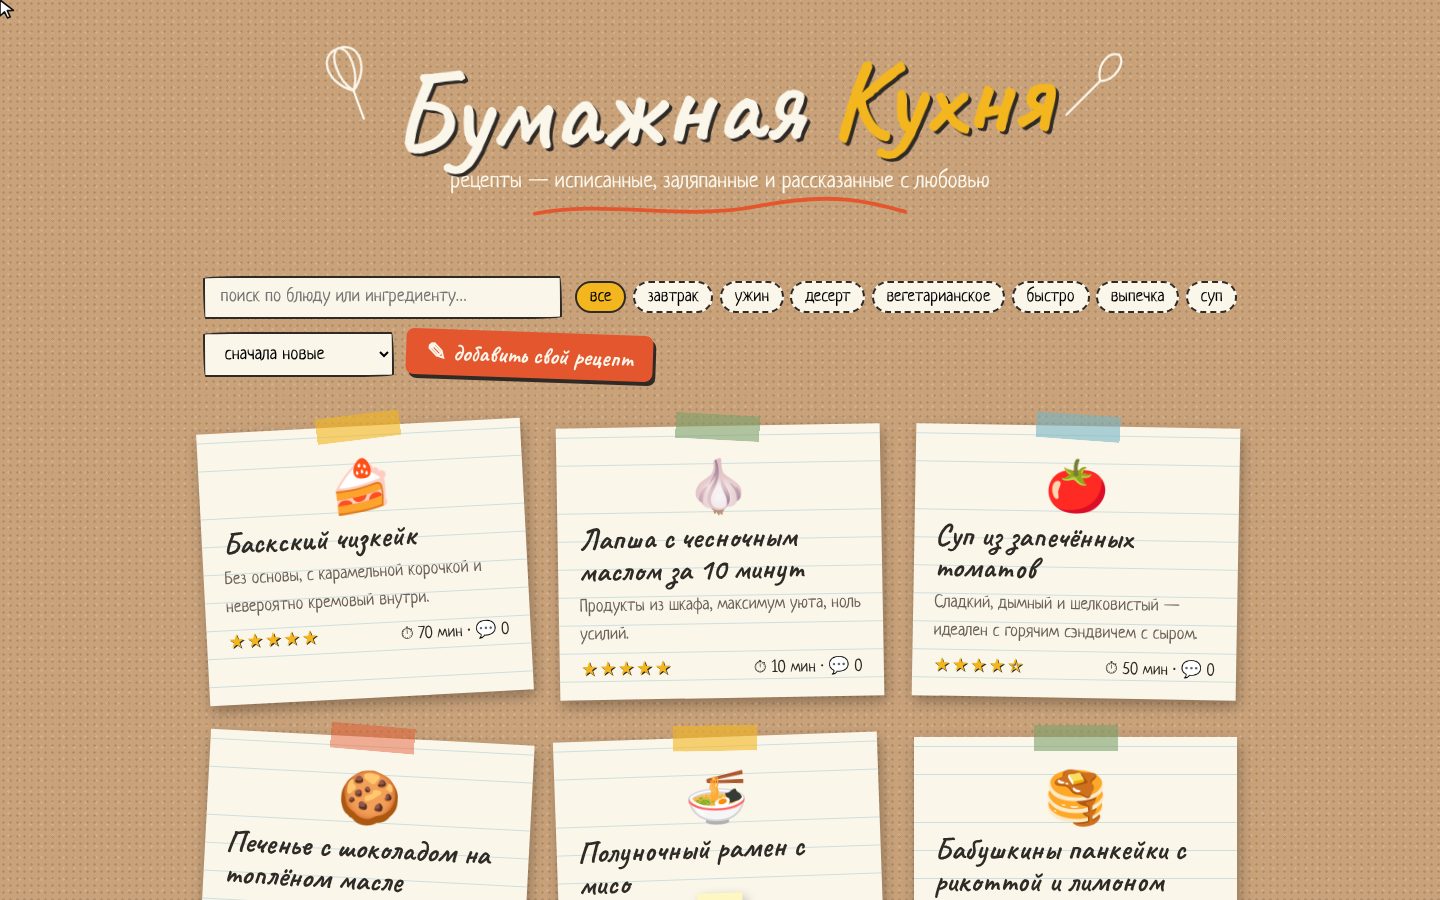 Бумажная Кухня
рецепты — исписанные, заляпанные и рассказанные с любовью
поиск по блюду или ингредиенту...
все завтрак ужин десерт вегетарианское быстро выпечка суп
сначала новые
✎ добавить свой рецепт
Баскский чизкейк
Без основы, с карамельной корочкой и
невероятно кремовый внутри.
★★★★★ ⏱ 70 мин · 💬 0
Лапша с чесночным
маслом за 10 минут
Продукты из шкафа, максимум уюта, ноль
усилий.
★★★★★ ⏱ 10 мин · 💬 0
Суп из запечённых
томатов
Сладкий, дымный и шелковистый —
идеален с горячим сэндвичем с сыром.
★★★★⯪ ⏱ 50 мин · 💬 0
Печенье с шоколадом на
топлёном масле
Полуночный рамен с
мисо
Бабушкины панкейки с
рикоттой и лимоном